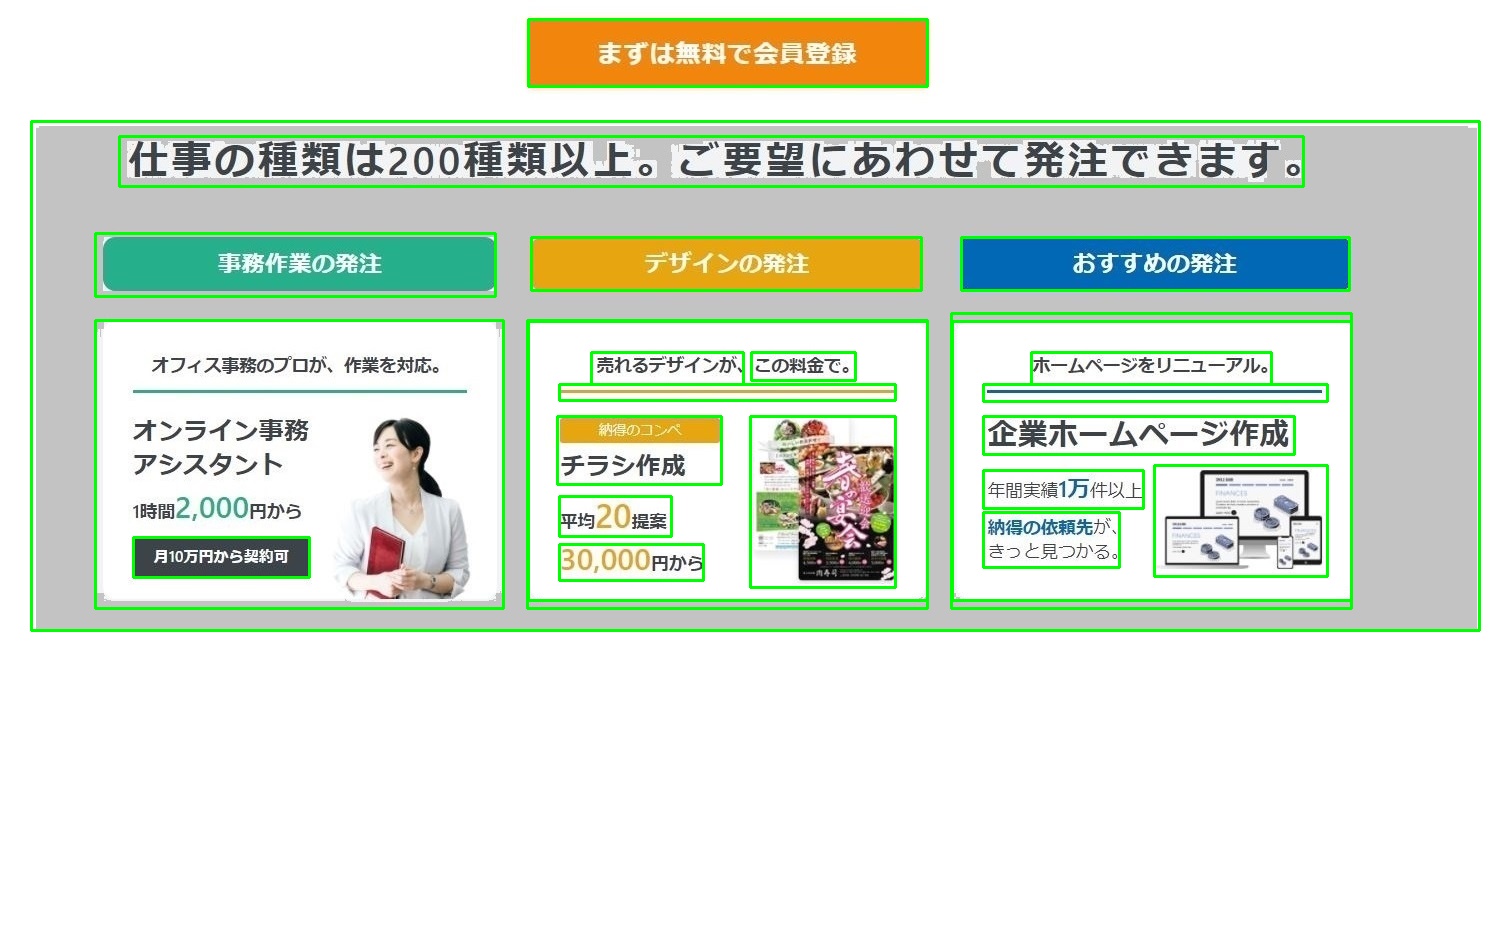 まずは無料で会員登録
仕事の種類は200種類以上。ご要望にあわせて発注できます。
事務作業の発注
オフィス事務のプロが、作業を対応。
オンライン事務
アシスタント
1時間2,000円から
月10万円から契約可
デザインの発注
売れるデザインが、この料金で。
納得のコンペ
チラシ作成
平均20提案
30,000円から
春の宴会
おすすめの発注
ホームページをリニューアル。
企業ホームページ作成
年間実績1万件以上
納得の依頼先が、
きっと見つかる。
FINANCES
FINANCES